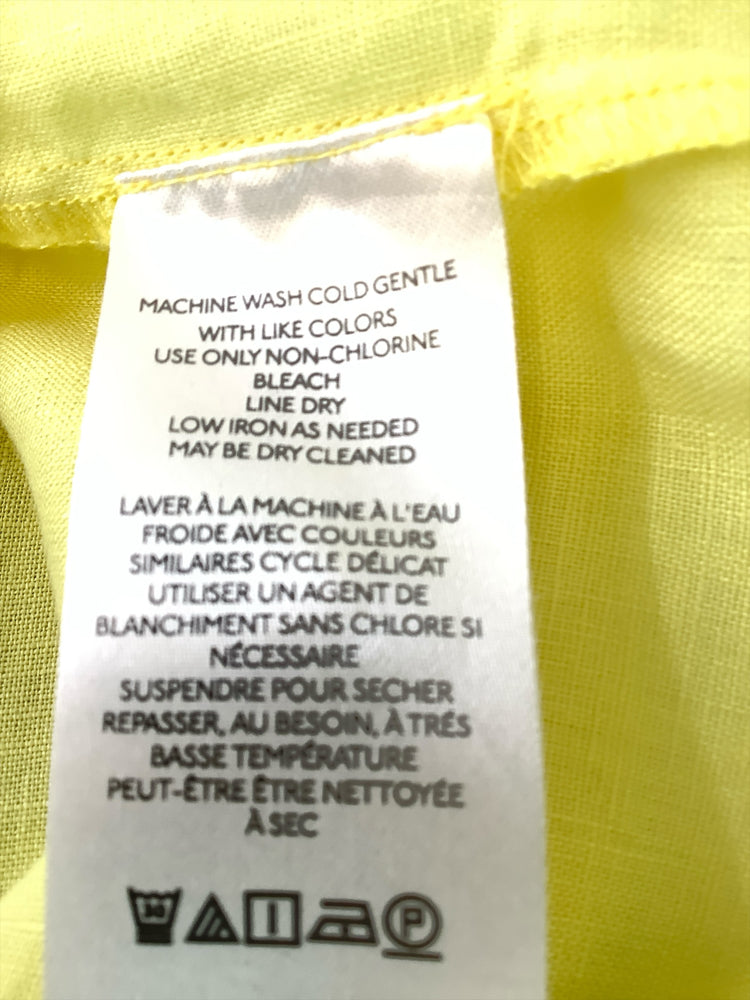 MACHINE WASH COLD GENTLE
WITH LIKE COLORS
USE ONLY NON-CHLORINE
BLEACH
LINE DRY
LOW IRON AS NEEDED
MAY BE DRY CLEANED
LAVER À LA MACHINE À L'EAU
FROIDE AVEC COULEURS
SIMILAIRES CYCLE DÉLICAT
UTILISER UN AGENT DE
BLANCHIMENT SANS CHLORE SI
NÉCESSAIRE
SUSPENDRE POUR SECHER
REPASSER, AU BESOIN, À TRÉS
BASSE TEMPÉRATURE
PEUT-ÊTRE ÊTRE NETTOYÉE
À SEC
P